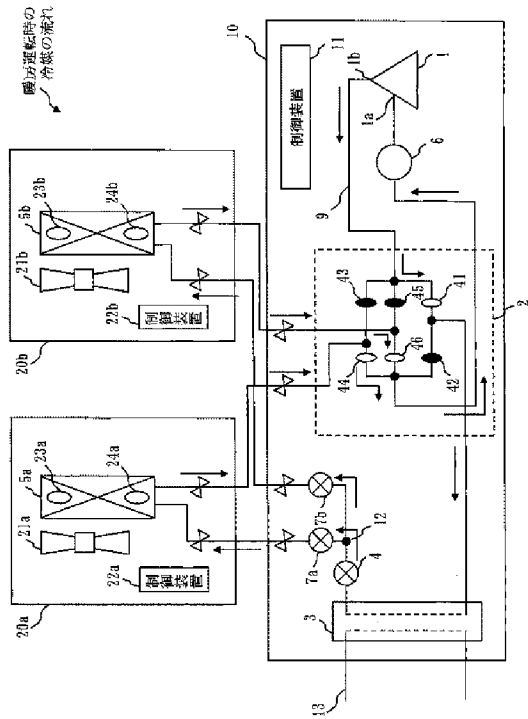 暖房運転時の
冷媒の流れ
10
11
制御装置
1b
1
1a
6
9
5b
23b
24b
21b
22b
制御装置
20b
43
45
41
44
46
42
2
5a
23a
24a
21a
22a
制御装置
20a
7b
7a
12
4
3
13